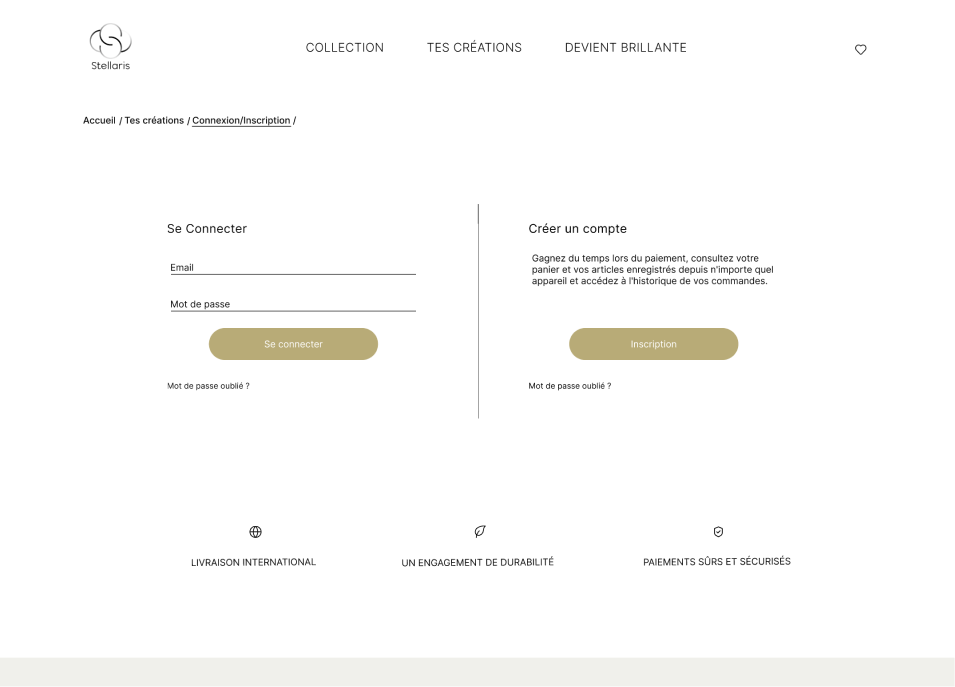 Stellaris
COLLECTION TES CRÉATIONS DEVIENT BRILLANTE
Accueil / Tes créations / Connexion/Inscription /
Se Connecter
Email
Mot de passe
Se connecter
Mot de passe oublié ?
Créer un compte
Gagnez du temps lors du paiement, consultez votre
panier et vos articles enregistrés depuis n'importe quel
appareil et accédez à l'historique de vos commandes.
Inscription
Mot de passe oublié ?
LIVRAISON INTERNATIONAL
UN ENGAGEMENT DE DURABILITÉ
PAIEMENTS SÛRS ET SÉCURISÉS